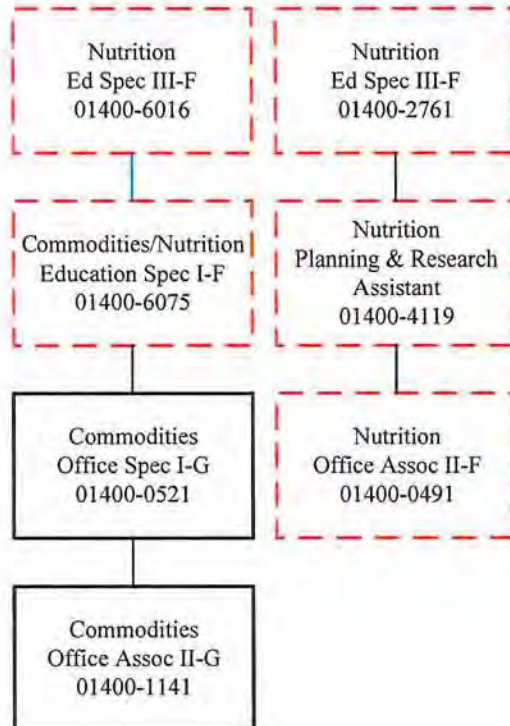 Nutrition
Ed Spec III-F
01400-6016
Nutrition
Ed Spec III-F
01400-2761
Commodities/Nutrition
Education Spec I-F
01400-6075
Nutrition
Planning & Research
Assistant
01400-4119
Commodities
Office Spec I-G
01400-0521
Nutrition
Office Assoc II-F
01400-0491
Commodities
Office Assoc II-G
01400-1141